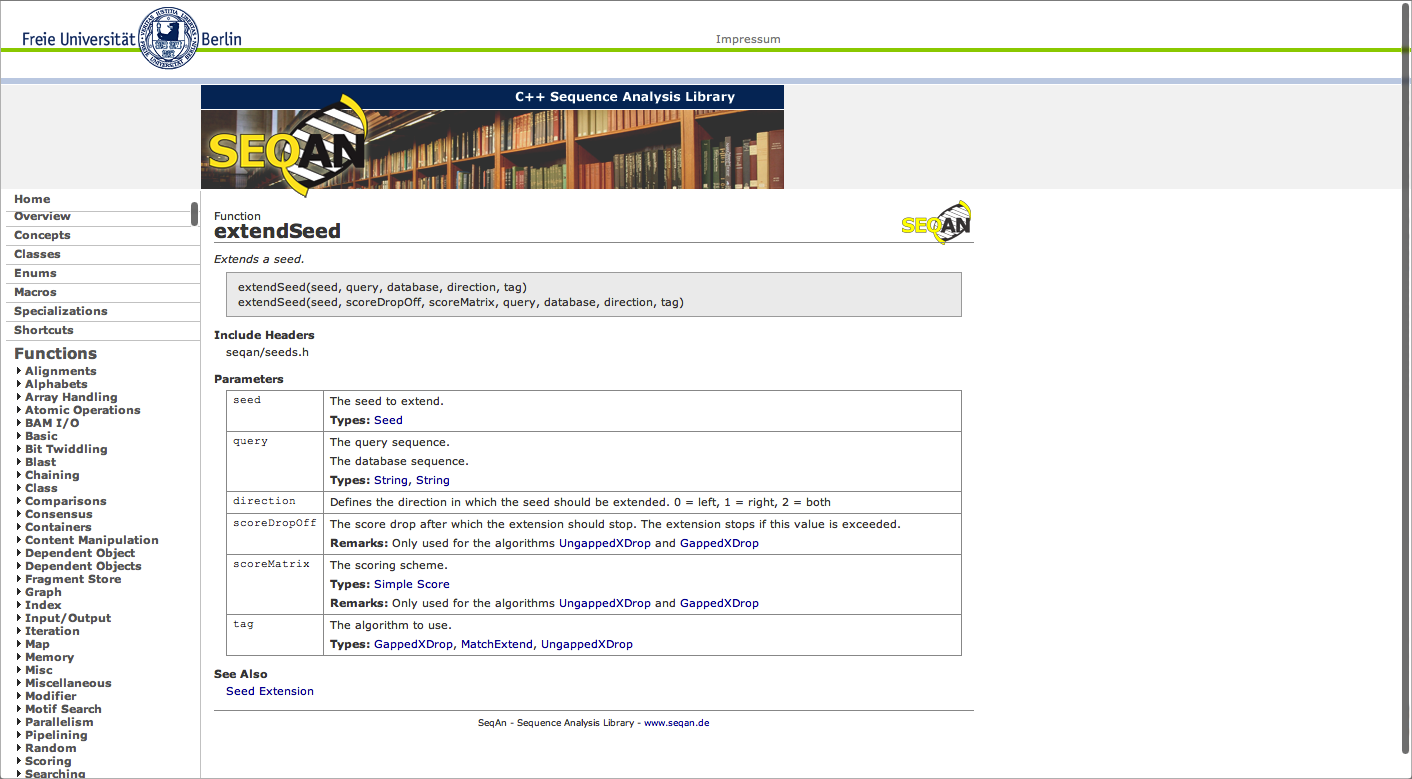 Freie Universität Berlin
Impressum
C++ Sequence Analysis Library
SEQAN
Home
Overview
Concepts
Classes
Enums
Macros
Specializations
Shortcuts
Functions
Alignments
Alphabets
Array Handling
Atomic Operations
BAM I/O
Basic
Bit Twiddling
Blast
Chaining
Class
Comparisons
Consensus
Containers
Content Manipulation
Dependent Object
Dependent Objects
Fragment Store
Graph
Index
Input/Output
Iteration
Map
Memory
Misc
Miscellaneous
Modifier
Motif Search
Parallelism
Pipelining
Random
Scoring
Searching
Function
extendSeed
SEQAN
Extends a seed.
extendSeed(seed, query, database, direction, tag)
extendSeed(seed, scoreDropOff, scoreMatrix, query, database, direction, tag)
Include Headers
seqan/seeds.h
Parameters
seed The seed to extend.
Types: Seed
query The query sequence.
The database sequence.
Types: String, String
direction Defines the direction in which the seed should be extended. 0 = left, 1 = right, 2 = both
scoreDropOff The score drop after which the extension should stop. The extension stops if this value is exceeded.
Remarks: Only used for the algorithms UngappedXDrop and GappedXDrop
scoreMatrix The scoring scheme.
Types: Simple Score
Remarks: Only used for the algorithms UngappedXDrop and GappedXDrop
tag The algorithm to use.
Types: GappedXDrop, MatchExtend, UngappedXDrop
See Also
Seed Extension
SeqAn - Sequence Analysis Library - www.seqan.de